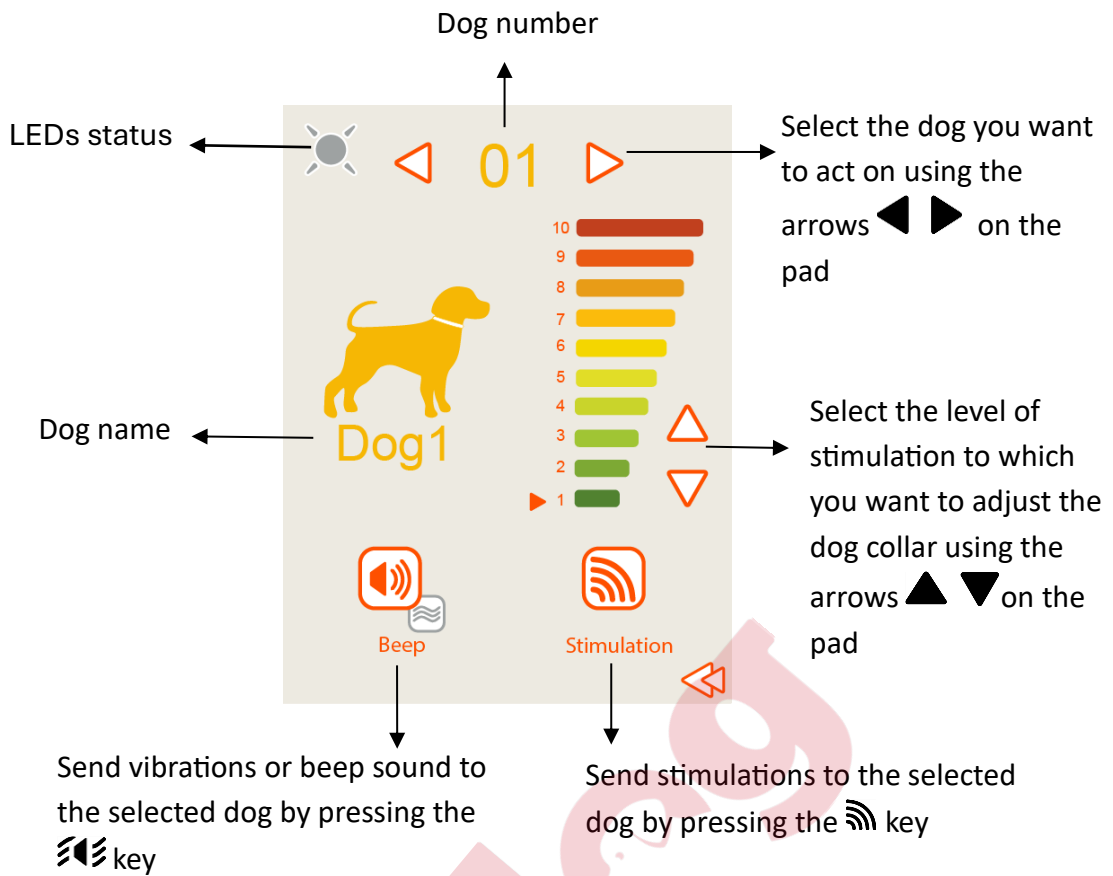 Dog number
LEDs status
01
Select the dog you want
to act on using the
arrows ◀ ▶ on the
pad
10
9
8
7
6
5
4
3
2
1
Dog name
Dog1
Select the level of
stimulation to which
you want to adjust the
dog collar using the
arrows ▲ ▼ on the
pad
Beep
Stimulation
Send vibrations or beep sound to
the selected dog by pressing the
key
Send stimulations to the selected
dog by pressing the key